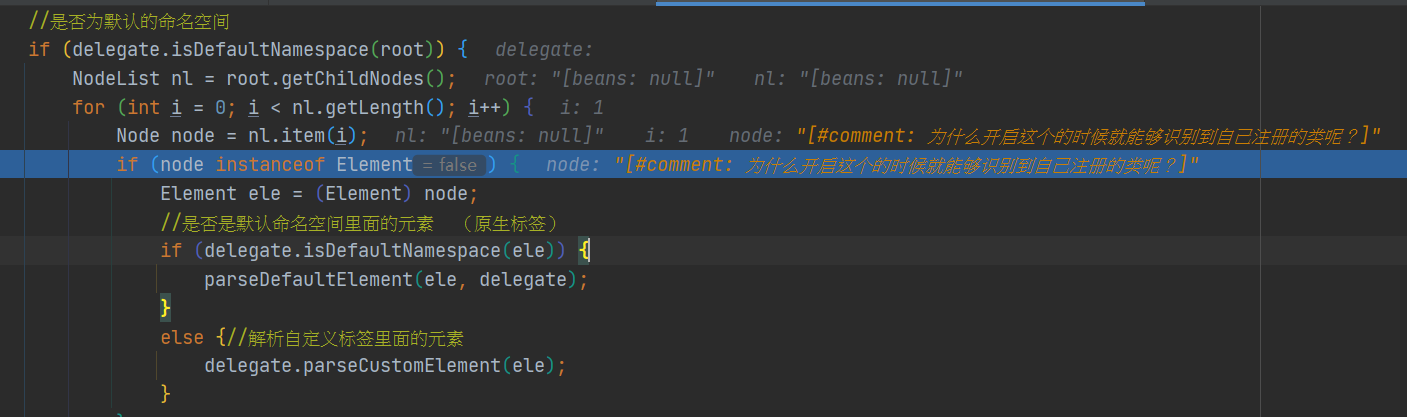 //是否为默认的命名空间
if (delegate.isDefaultNamespace(root)) {   delegate:
NodeList nl = root.getChildNodes();   root: "[beans: null]"    nl: "[beans: null]"
for (int i = 0; i < nl.getLength(); i++) {   i: 1
Node node = nl.item(i);   nl: "[beans: null]"    i: 1    node: "[#comment: 为什么开启这个的时候就能够识别到自己注册的类呢？]"
if (node instanceof Element = false ) {   node: "[#comment: 为什么开启这个的时候就能够识别到自己注册的类呢？]"
Element ele = (Element) node;
//是否是默认命名空间里面的元素  （原生标签）
if (delegate.isDefaultNamespace(ele)) {
parseDefaultElement(ele, delegate);
}
else {//解析自定义标签里面的元素
delegate.parseCustomElement(ele);
}